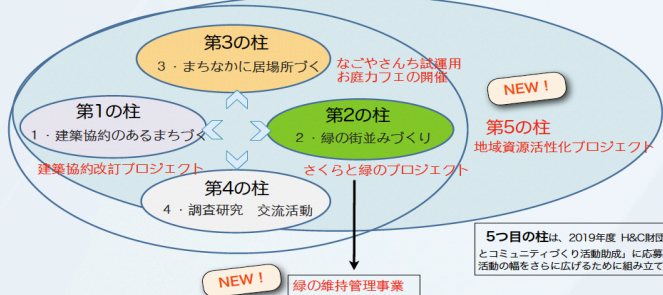 第3の柱
3・まちなかに居場所づく
なごやさんち試運用
お庭カフェの開催
NEW！
第1の柱
1・建築協約のあるまちづく
建築協約改訂プロジェクト
第2の柱
2・緑の街並みづくり
さくらと緑のプロジェクト
第5の柱
地域資源活性化プロジェクト
第4の柱
4・調査研究 交流活動
5つ目の柱は、2019年度 H&C財団
とコミュニティづくり活動助成」に応募
活動の幅をさらに広げるために組み立て
NEW！
緑の維持管理事業